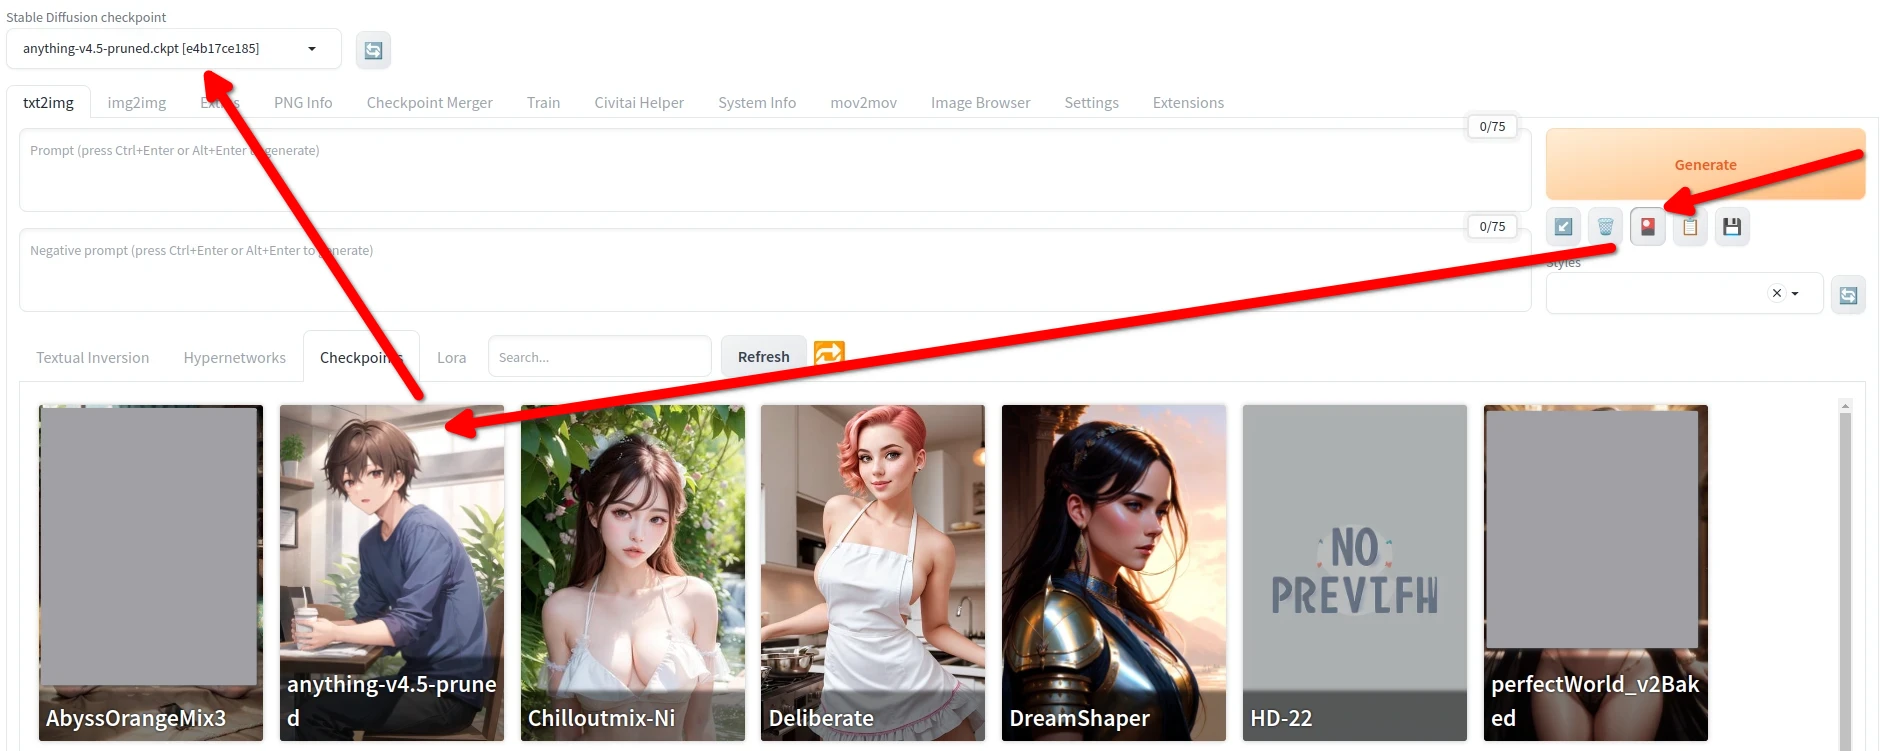 Stable Diffusion checkpoint
anything-v4.5-pruned.ckpt [e4b17ce185]
txt2img img2img Extras PNG Info Checkpoint Merger Train Civitai Helper System Info mov2mov Image Browser Settings Extensions
0/75
Prompt (press Ctrl+Enter or Alt+Enter to generate)
Generate
0/75
Negative prompt (press Ctrl+Enter or Alt+Enter to generate)
Styles
Textual Inversion Hypernetworks Checkpoints Lora Search... Refresh
NO
AbyssOrangeMix3
anything-v4.5-prune
d
Chilloutmix-Ni
Deliberate
DreamShaper
HD-22
perfectWorld_v2Bak
ed